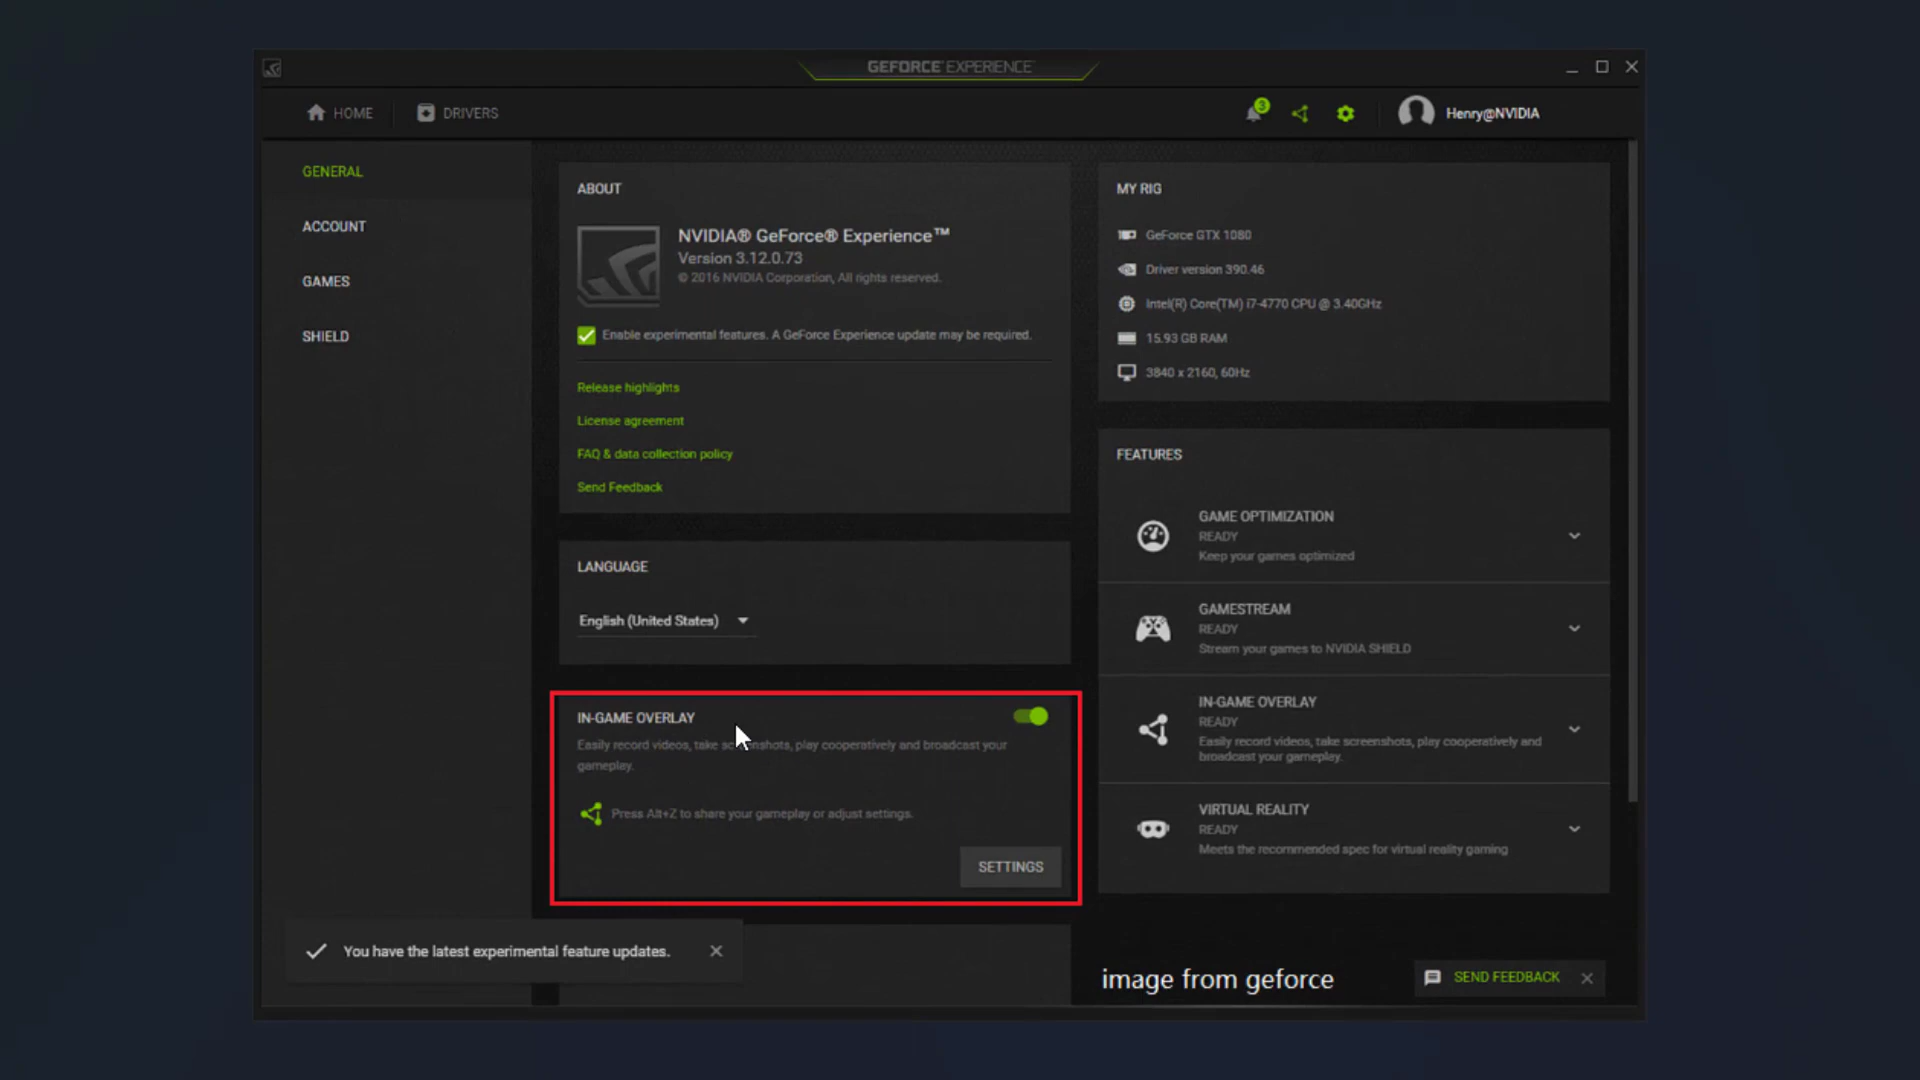 GEFORCE EXPERIENCE
HOME
DRIVERS
3
Henry@NVIDIA
GENERAL
ACCOUNT
GAMES
SHIELD
ABOUT
NVIDIA® GeForce® Experience™
Version 3.12.0.73
© 2016 NVIDIA Corporation, All rights reserved.
Enable experimental features. A GeForce Experience update may be required.
Release highlights
License agreement
FAQ & data collection policy
Send Feedback
LANGUAGE
English (United States)
IN-GAME OVERLAY
Easily record videos, take screenshots, play cooperatively and broadcast your
gameplay.
Press Alt+Z to share your gameplay or adjust settings.
SETTINGS
You have the latest experimental feature updates.
MY RIG
GeForce GTX 1080
Driver version 390.46
Intel(R) Core(TM) i7-4770 CPU @ 3.40GHz
15.93 GB RAM
3840 x 2160, 60Hz
FEATURES
GAME OPTIMIZATION
READY
Keep your games optimized
GAMESTREAM
READY
Stream your games to NVIDIA SHIELD
IN-GAME OVERLAY
READY
Easily record videos, take screenshots, play cooperatively and
broadcast your gameplay.
VIRTUAL REALITY
READY
Meets the recommended spec for virtual reality gaming
image from geforce
SEND FEEDBACK